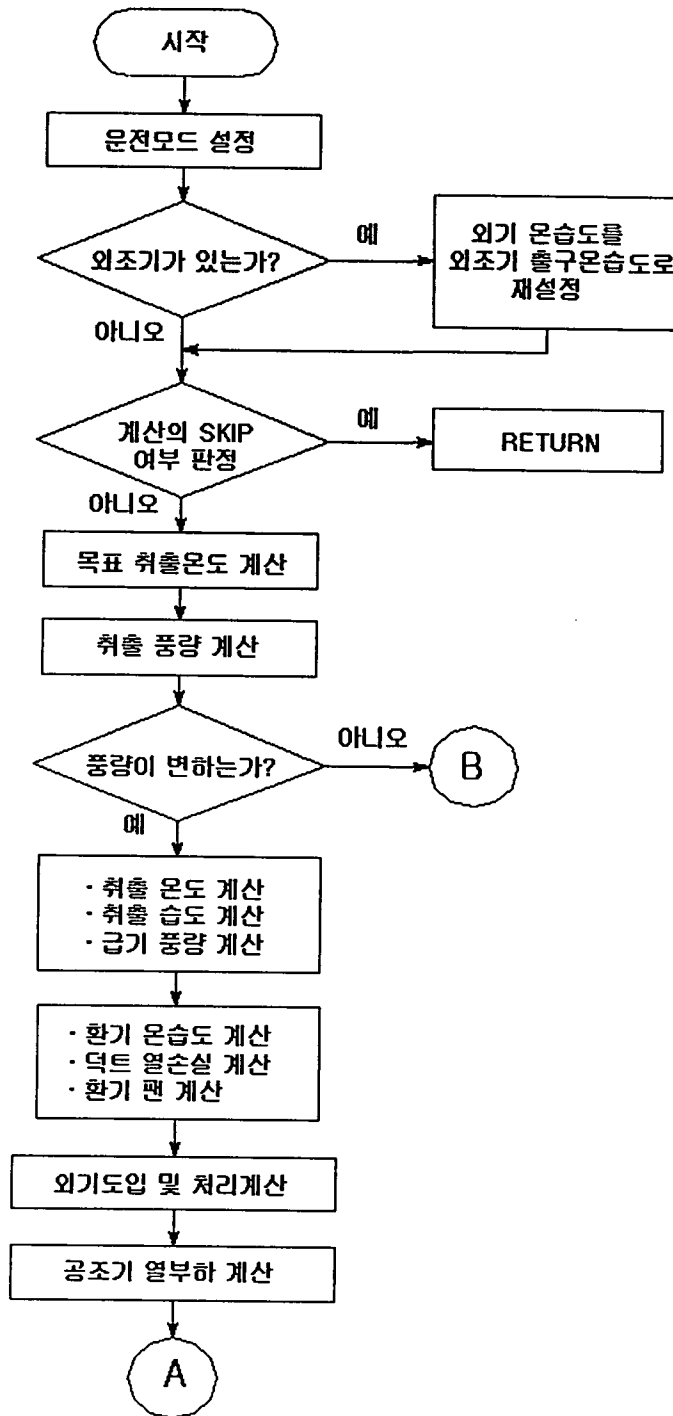 시작
운전모드 설정
외조기가 있는가?
예
외기 온습도를
외조기 출구온습도로
재설정
아니오
계산의 SKIP
여부 판정
예
RETURN
아니오
목표 취출온도 계산
취출 풍량 계산
풍량이 변하는가?
아니오
B
예
· 취출 온도 계산
· 취출 습도 계산
· 급기 풍량 계산
· 환기 온습도 계산
· 덕트 열손실 계산
· 환기 팬 계산
외기도입 및 처리계산
공조기 열부하 계산
A